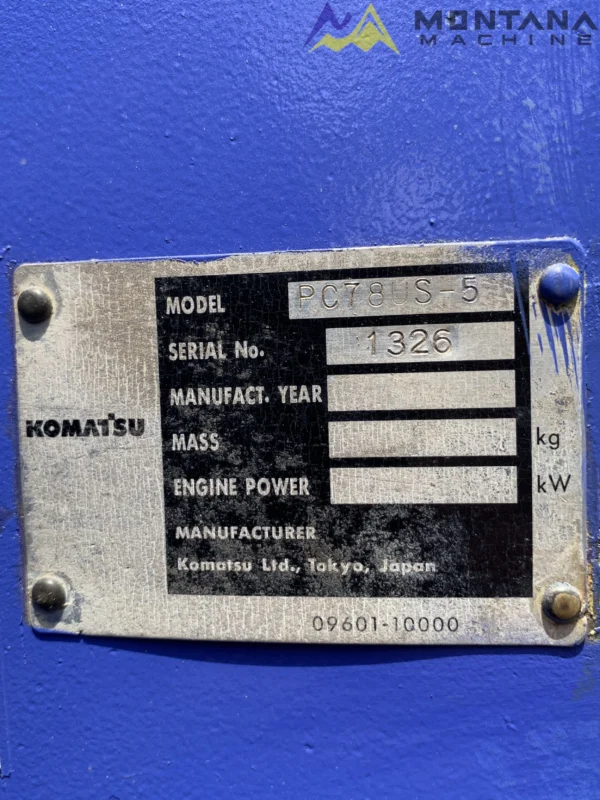 MONTANA
MACHINE
MODEL PC78US-5
SERIAL No. 1326
MANUFACT. YEAR
KOMATSU
MASS kg
ENGINE POWER kW
MANUFACTURER
Komatsu Ltd., Tokyo, Japan
09601-10000